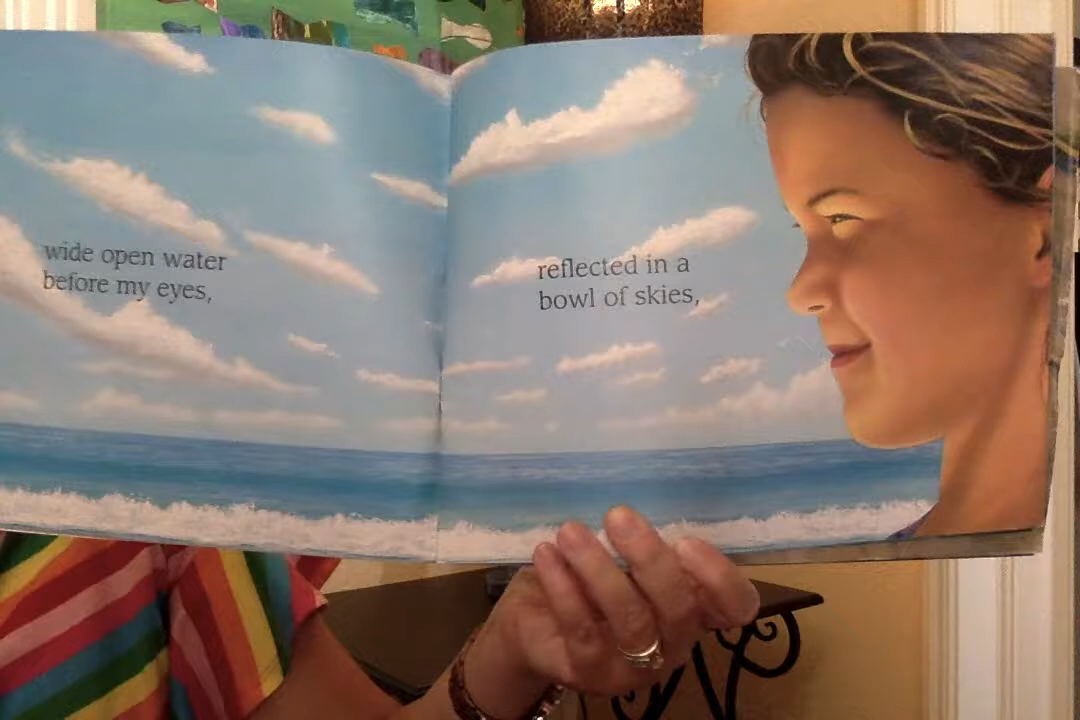 wide open water
before my eyes,
reflected in a
bowl of skies,